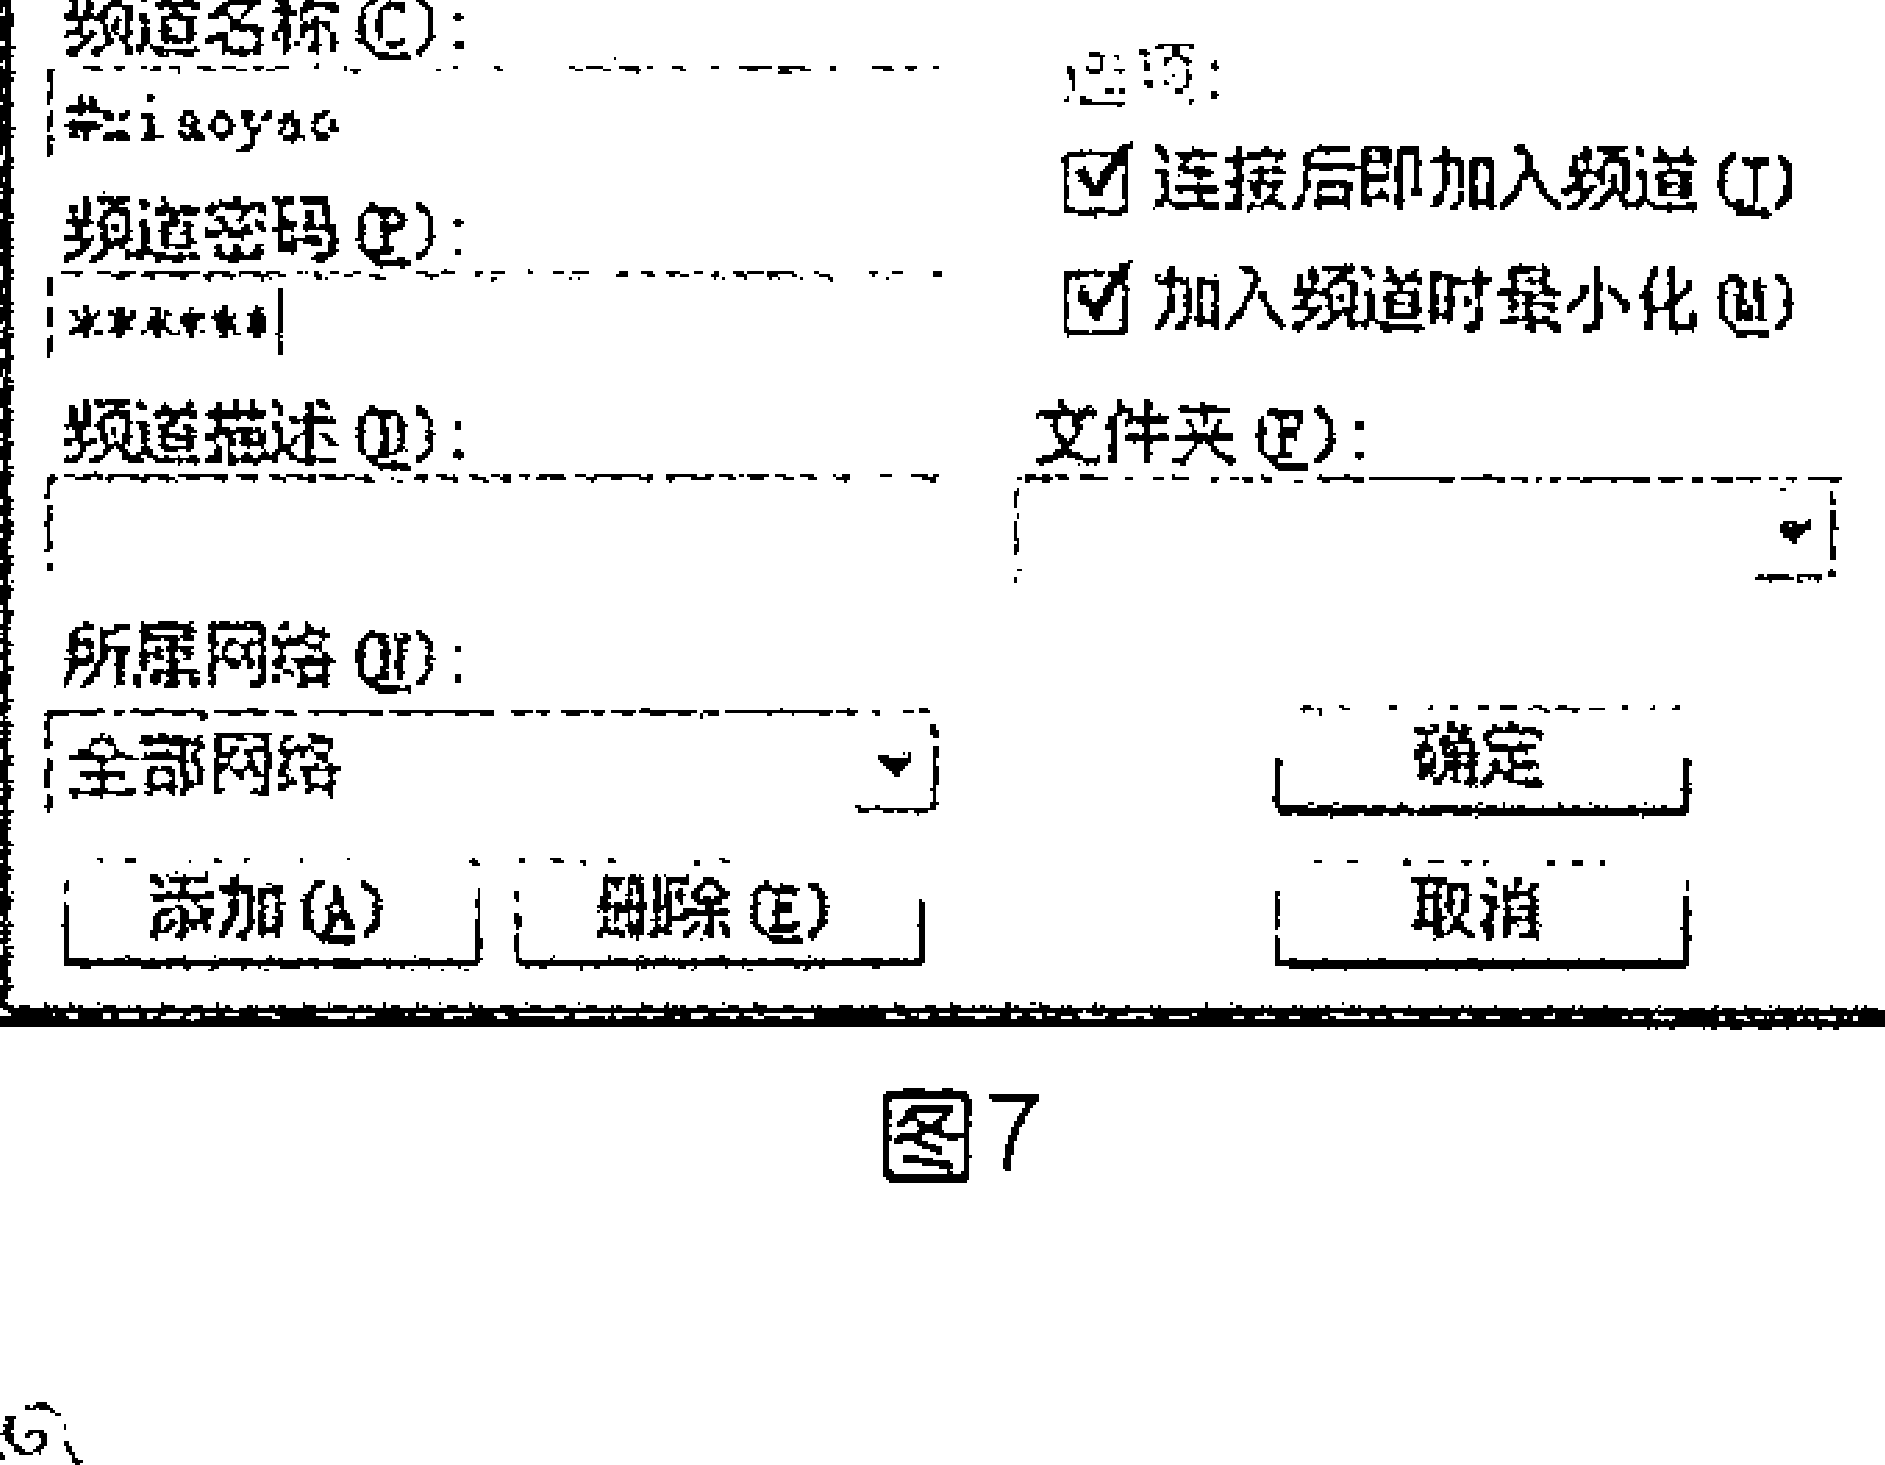 频道名称(C):
#xiaoyao
频道密码(P):
******
频道描述(D):
所属网络(N):
全部网络
添加(A) 删除(E)
选项:
连接后即加入频道(J)
加入频道时最小化(M)
文件夹(F):
确定
取消
图7